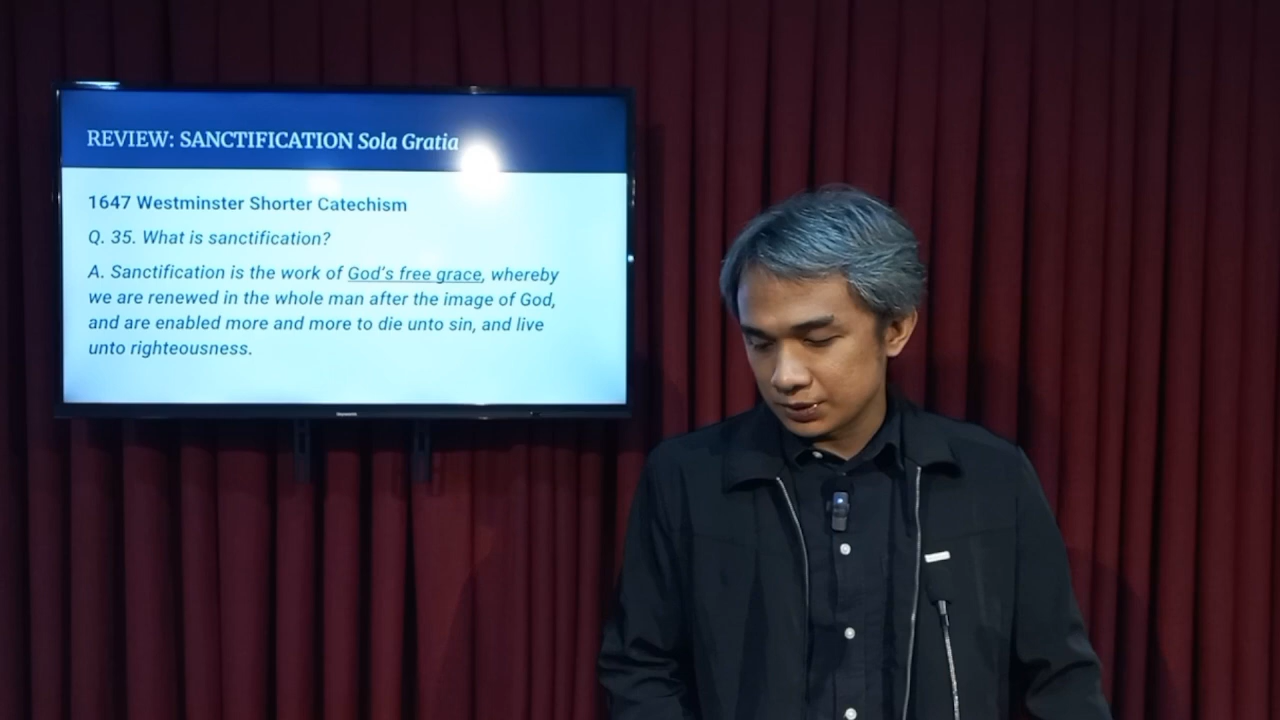 REVIEW: SANCTIFICATION Sola Gratia
1647 Westminster Shorter Catechism
Q. 35. What is sanctification?
A. Sanctification is the work of God's free grace, whereby
we are renewed in the whole man after the image of God,
and are enabled more and more to die unto sin, and live
unto righteousness.